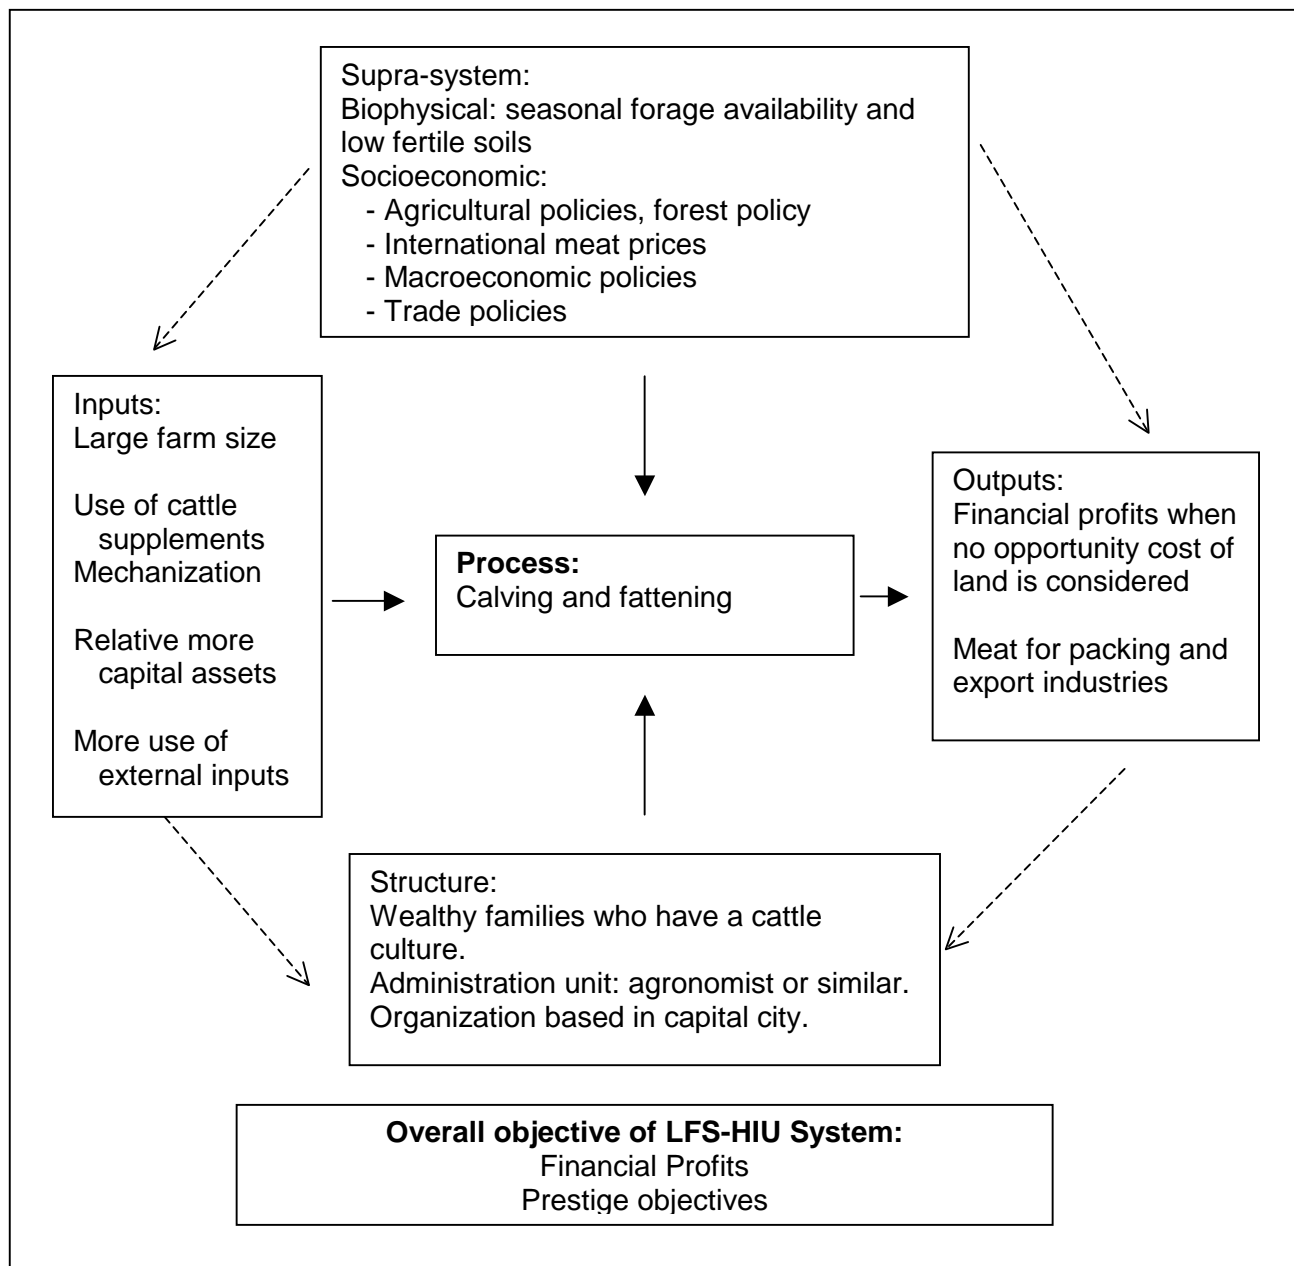 Supra-system:
Biophysical: seasonal forage availability and
low fertile soils
Socioeconomic:
- Agricultural policies, forest policy
- International meat prices
- Macroeconomic policies
- Trade policies
Inputs:
Large farm size
Use of cattle
supplements
Mechanization
Relative more
capital assets
More use of
external inputs
Process:
Calving and fattening
Outputs:
Financial profits when
no opportunity cost of
land is considered
Meat for packing and
export industries
Structure:
Wealthy families who have a cattle
culture.
Administration unit: agronomist or similar.
Organization based in capital city.
Overall objective of LFS-HIU System:
Financial Profits
Prestige objectives